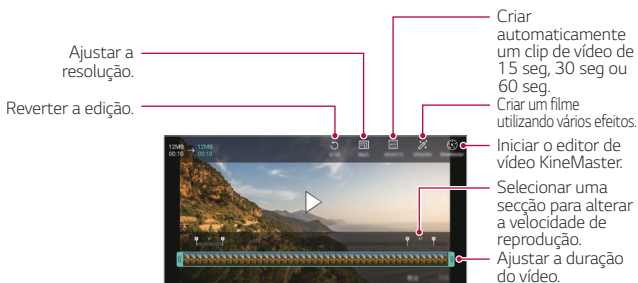 Criar
automaticamente
um clip de vídeo de
15 seg, 30 seg ou
60 seg.
Ajustar a
resolução.
Criar um filme
utilizando vários efeitos.
Reverter a edição.
Iniciar o editor de
vídeo KineMaster.
12MB → 12MB
00:10 00:10
Selecionar uma
secção para alterar
a velocidade de
reprodução.
Ajustar a duração
do vídeo.